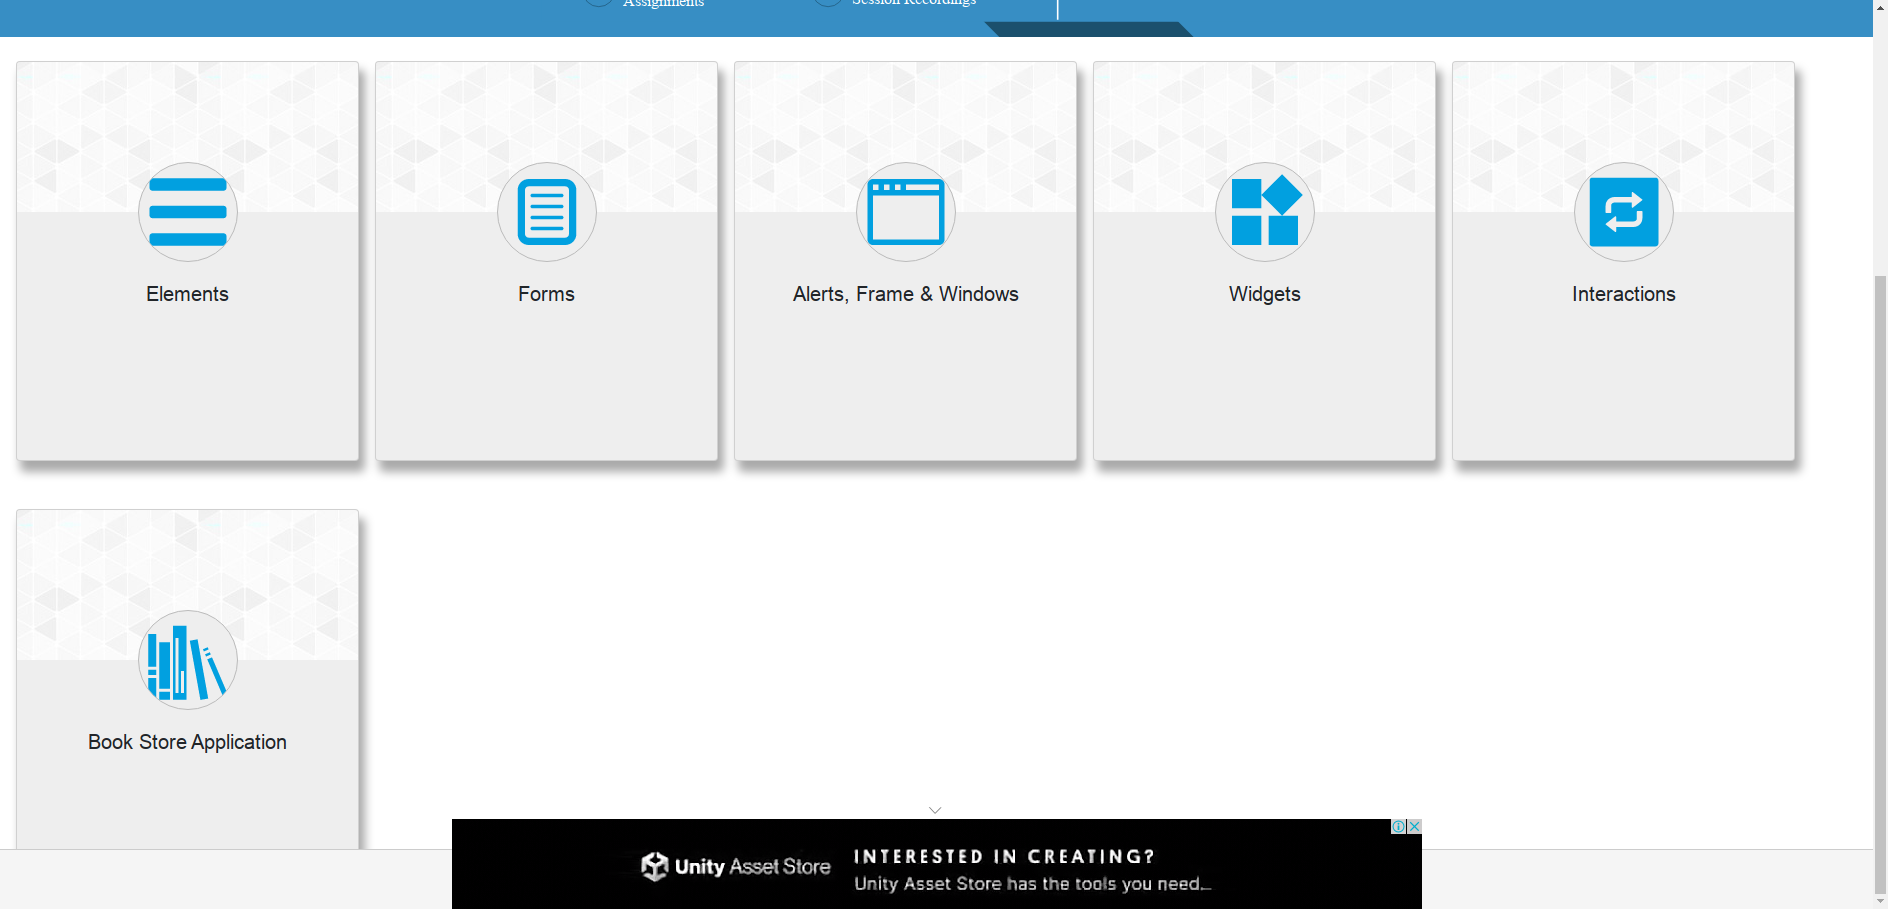 Assignments
Session Recordings
Elements
Forms
Alerts, Frame & Windows
Widgets
Interactions
Book Store Application
Unity Asset Store
INTERESTED IN CREATING?
Unity Asset Store has the tools you need...